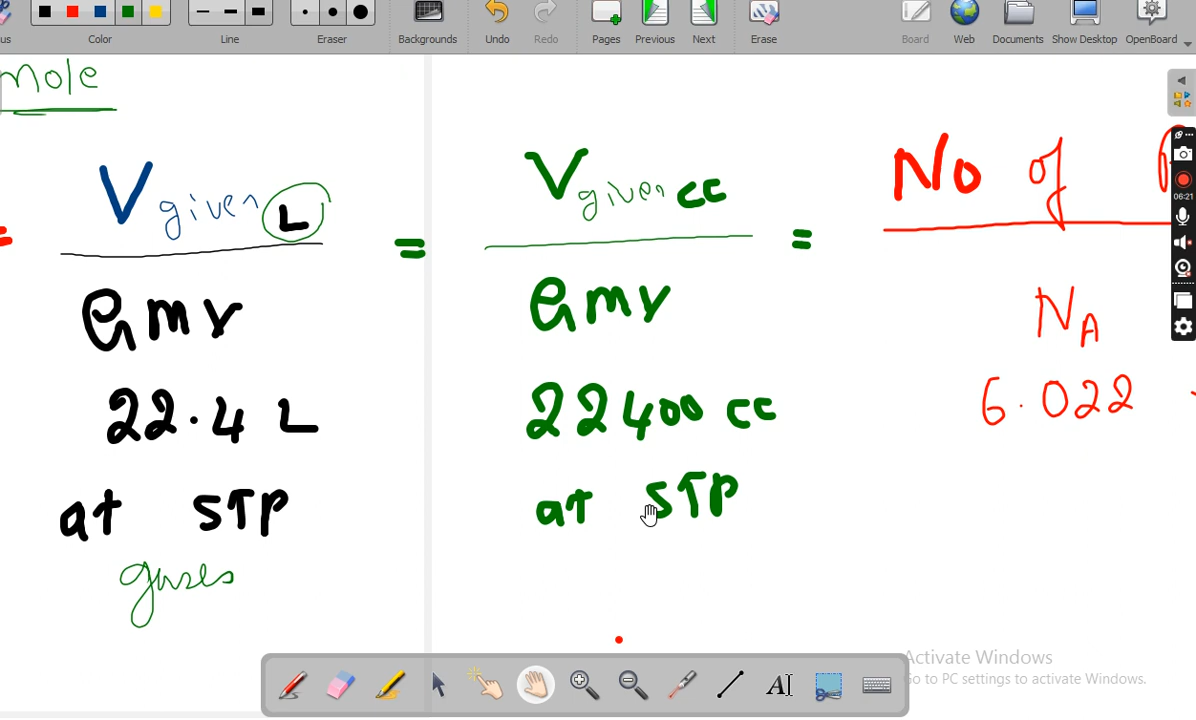 Color Line Eraser Backgrounds Undo Redo Pages Previous Next Erase Board Web Documents Show Desktop OpenBoard
mole
= V given L = V given cc = No of
GMV GMV NA
22.4 L 22400 cc 6.022
at STP at STP
gases
06:21
Activate Windows
Go to PC settings to activate Windows.